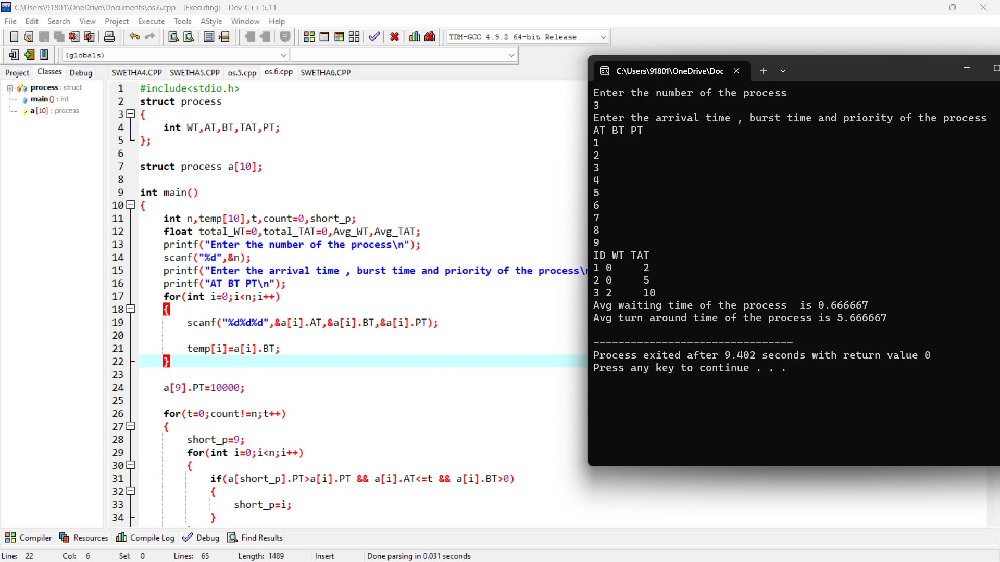 C:\Users\91801\OneDrive\Documents\os.6.cpp - [Executing] - Dev-C++ 5.11
File Edit Search View Project Execute Tools AStyle Window Help
TDM-GCC 4.9.2 64-bit Release
(globals)
Project Classes Debug
process : struct
main () : int
a [10] : process
SWETHA4.CPP SWETHA5.CPP os.5.cpp os.6.cpp SWETHA6.CPP
1 #include<stdio.h>
2 struct process
3 {
4 int WT,AT,BT,TAT,PT;
5 };
6
7 struct process a[10];
8
9 int main()
10 {
11 int n,temp[10],t,count=0,short_p;
12 float total_WT=0,total_TAT=0,Avg_WT,Avg_TAT;
13 printf("Enter the number of the process\n");
14 scanf("%d",&n);
15 printf("Enter the arrival time , burst time and priority of the process\
16 printf("AT BT PT\n");
17 for(int i=0;i<n;i++)
18 {
19 scanf("%d%d%d",&a[i].AT,&a[i].BT,&a[i].PT);
20
21 temp[i]=a[i].BT;
22 }
23
24 a[9].PT=10000;
25
26 for(t=0;count!=n;t++)
27 {
28 short_p=9;
29 for(int i=0;i<n;i++)
30 {
31 if(a[short_p].PT>a[i].PT && a[i].AT<=t && a[i].BT>0)
32 {
33 short_p=i;
34 }
C:\Users\91801\OneDrive\Doc
Enter the number of the process
3
Enter the arrival time , burst time and priority of the process
AT BT PT
1
2
3
4
5
6
7
8
9
ID WT TAT
1 0 2
2 0 5
3 2 10
Avg waiting time of the process  is 0.666667
Avg turn around time of the process is 5.666667
--------------------------------
Process exited after 9.402 seconds with return value 0
Press any key to continue . . .
Compiler Resources Compile Log Debug Find Results
Line: 22 Col: 6 Sel: 0 Lines: 65 Length: 1489 Insert Done parsing in 0.031 seconds